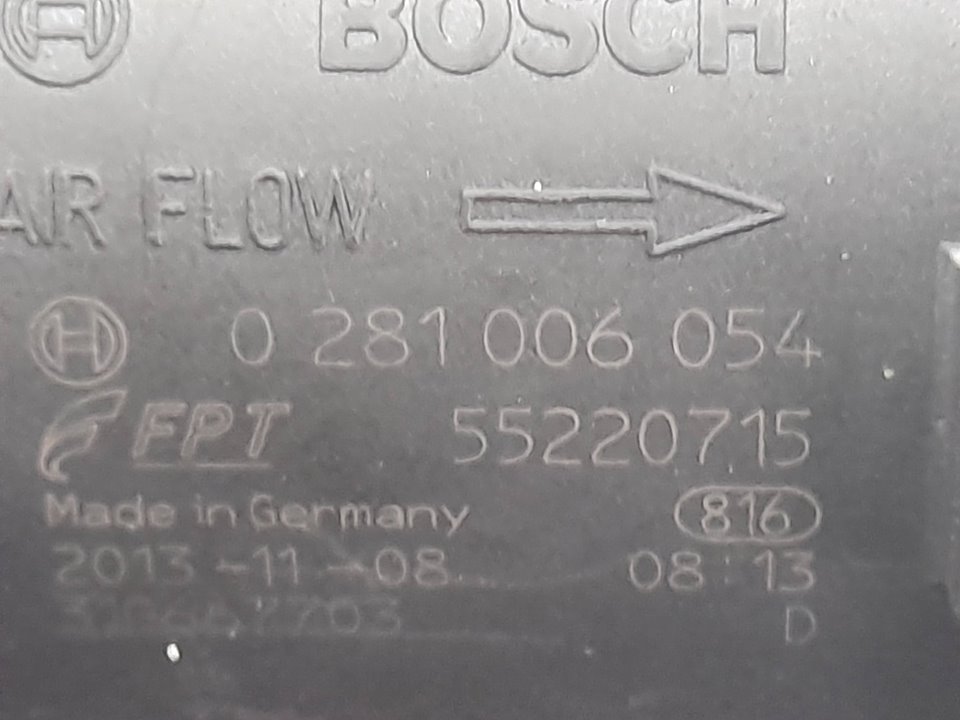 BOSCH
AIR FLOW
0 281 006 054
FPT 55220715
Made in Germany 816
2013-11-08 08:13
D